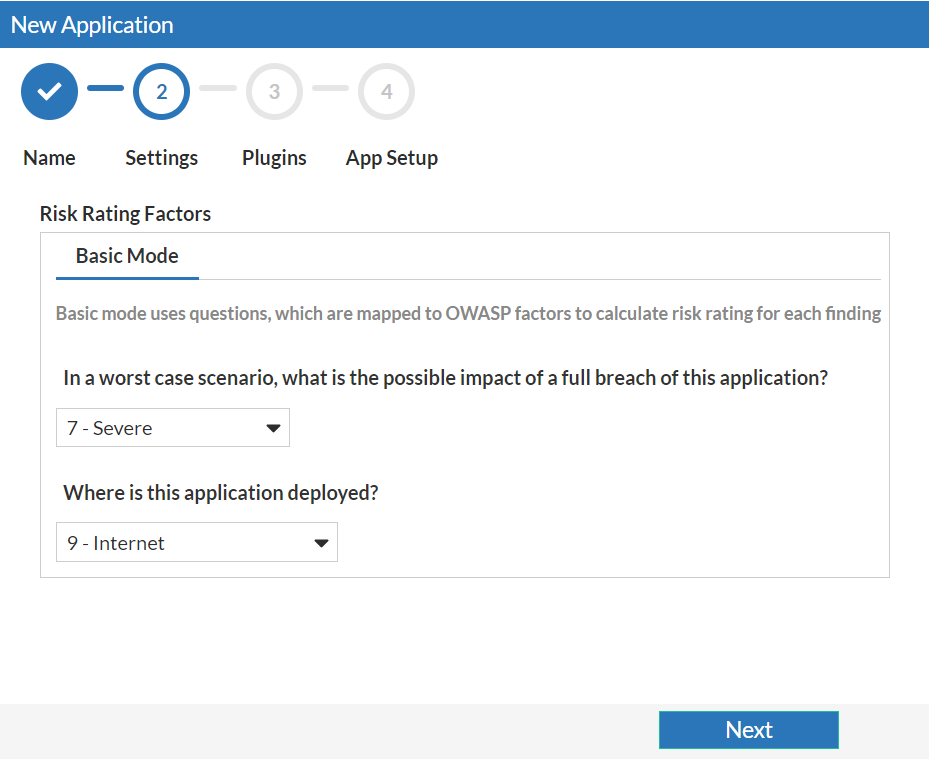 New Application
2 3 4
Name Settings Plugins App Setup
Risk Rating Factors
Basic Mode
Basic mode uses questions, which are mapped to OWASP factors to calculate risk rating for each finding
In a worst case scenario, what is the possible impact of a full breach of this application?
7 - Severe
Where is this application deployed?
9 - Internet
Next